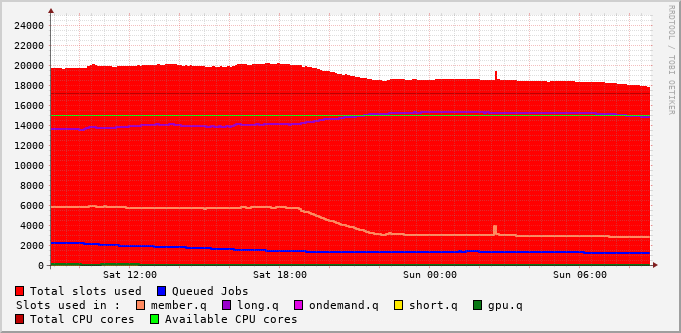 RRDTOOL / TOBI OETIKER
24000
22000
20000
18000
16000
14000
12000
10000
8000
6000
4000
2000
0
Sat 12:00 Sat 18:00 Sun 00:00 Sun 06:00
Total slots used Queued Jobs
Slots used in : member.q long.q ondemand.q short.q gpu.q
Total CPU cores Available CPU cores